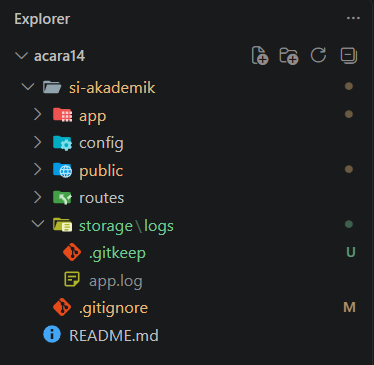 Explorer
acara14
si-akademik
app
config
public
routes
storage\logs
.gitkeep U
app.log
.gitignore M
README.md